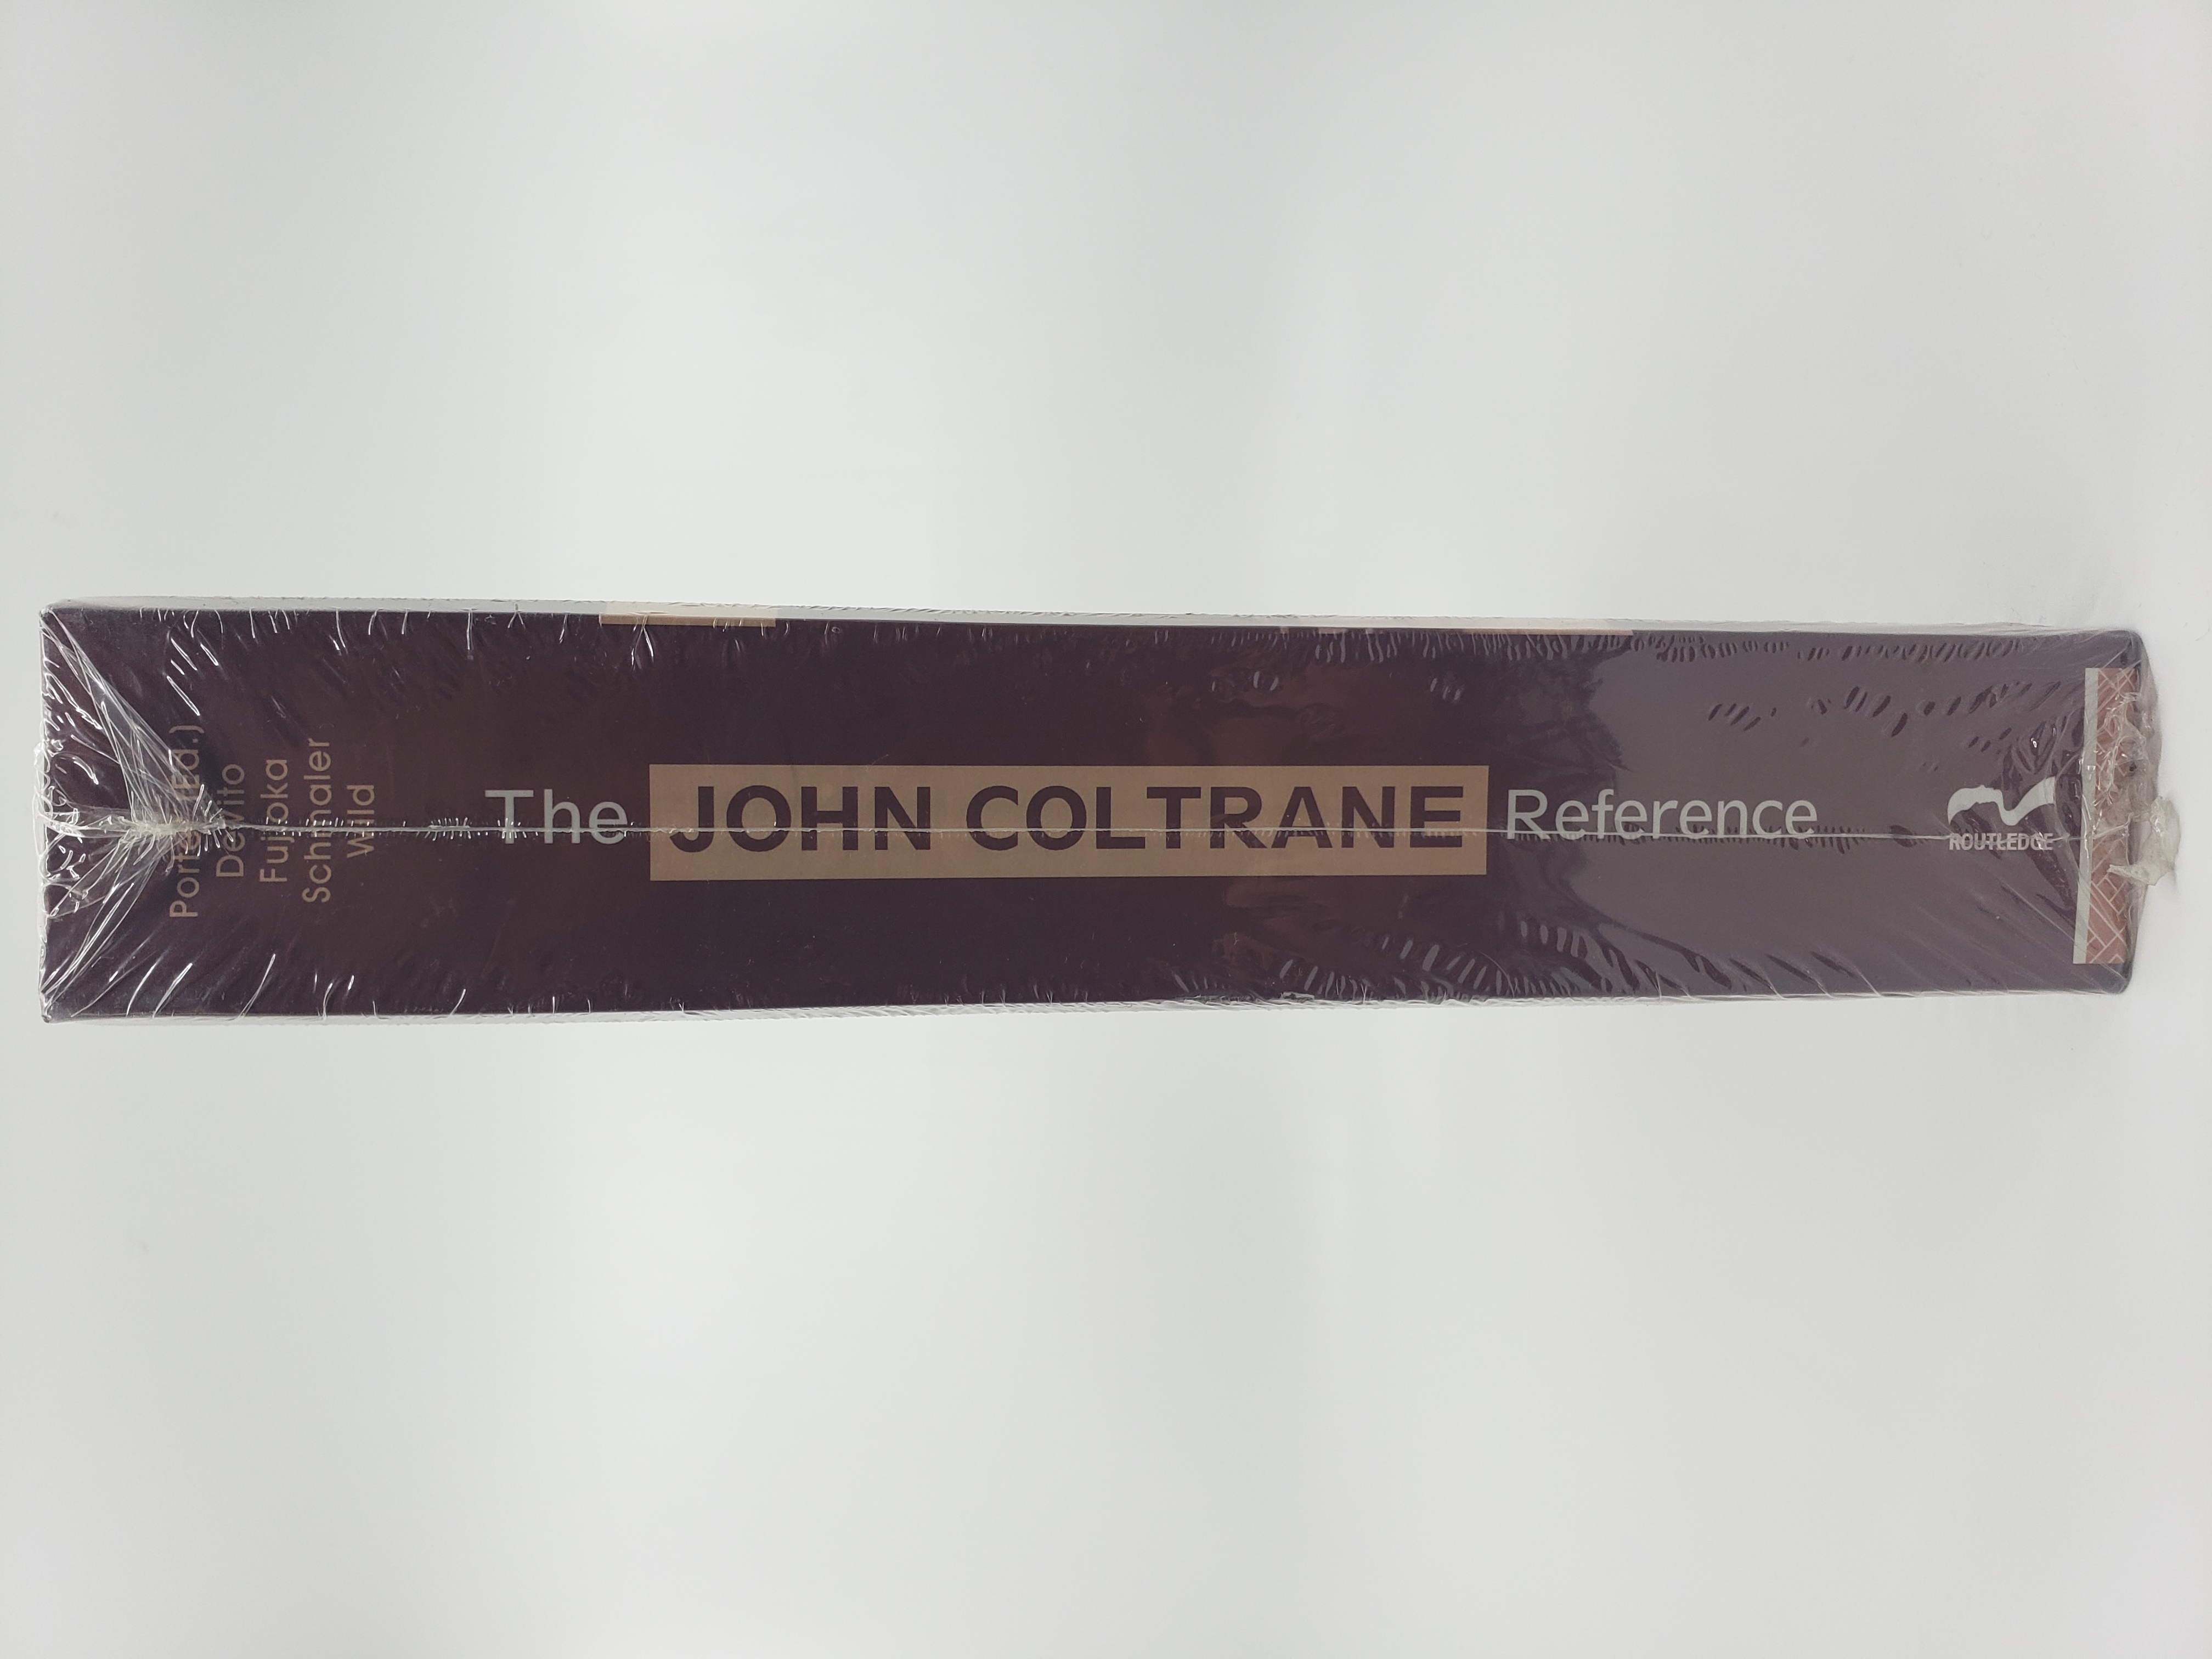 Porter (Ed.)
DeVito
Fujioka
Schmaler
Wild
The JOHN COLTRANE Reference
ROUTLEDGE